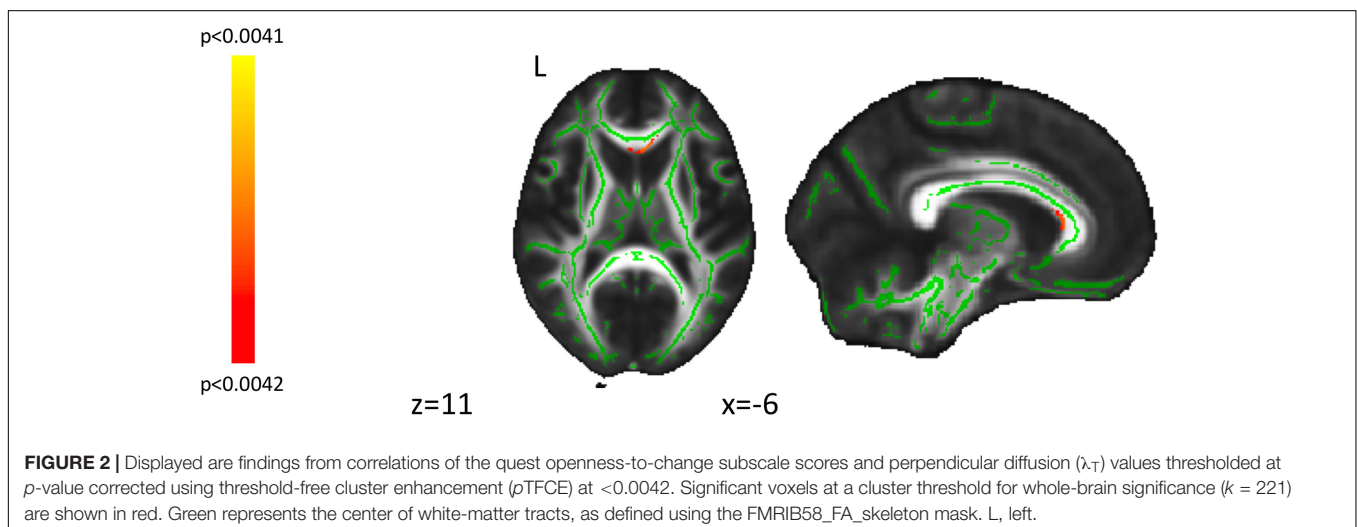 p<0.0041
L
p<0.0042
z=11
x=-6
FIGURE 2 | Displayed are findings from correlations of the quest openness-to-change subscale scores and perpendicular diffusion (λT) values thresholded at
p-value corrected using threshold-free cluster enhancement (pTFCE) at <0.0042. Significant voxels at a cluster threshold for whole-brain significance (k = 221)
are shown in red. Green represents the center of white-matter tracts, as defined using the FMRIB58_FA_skeleton mask. L, left.